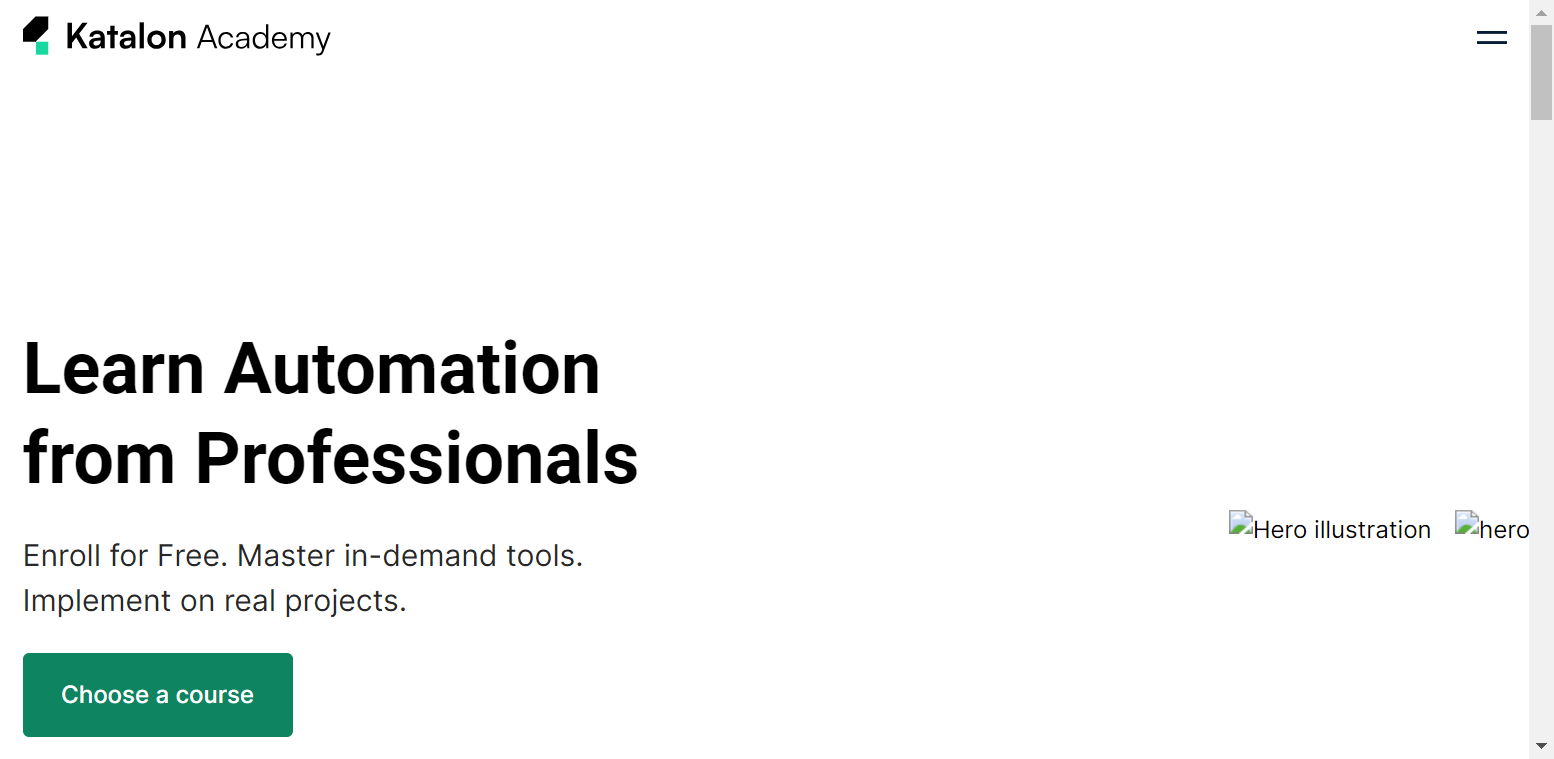 Katalon Academy
Learn Automation
from Professionals
Enroll for Free. Master in-demand tools.
Implement on real projects.
Hero illustration
hero
Choose a course